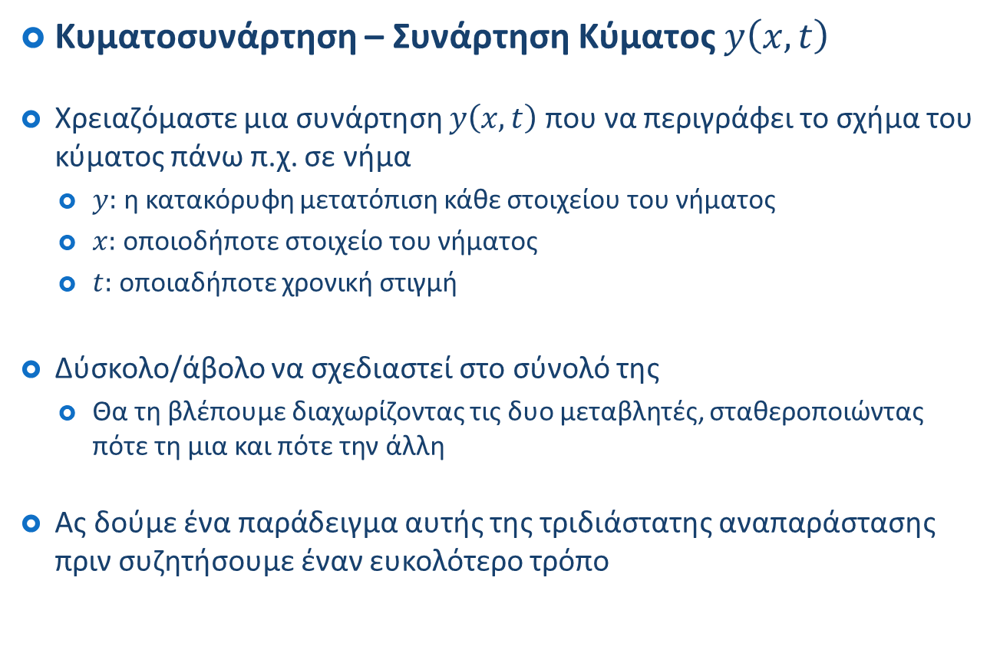 Κυματοσυνάρτηση – Συνάρτηση Κύματος y(x, t)
Χρειαζόμαστε μια συνάρτηση y(x, t) που να περιγράφει το σχήμα του
κύματος πάνω π.χ. σε νήμα
y: η κατακόρυφη μετατόπιση κάθε στοιχείου του νήματος
x: οποιοδήποτε στοιχείο του νήματος
t: οποιαδήποτε χρονική στιγμή
Δύσκολο/άβολο να σχεδιαστεί στο σύνολό της
Θα τη βλέπουμε διαχωρίζοντας τις δυο μεταβλητές, σταθεροποιώντας
πότε τη μια και πότε την άλλη
Ας δούμε ένα παράδειγμα αυτής της τριδιάστατης αναπαράστασης
πριν συζητήσουμε έναν ευκολότερο τρόπο